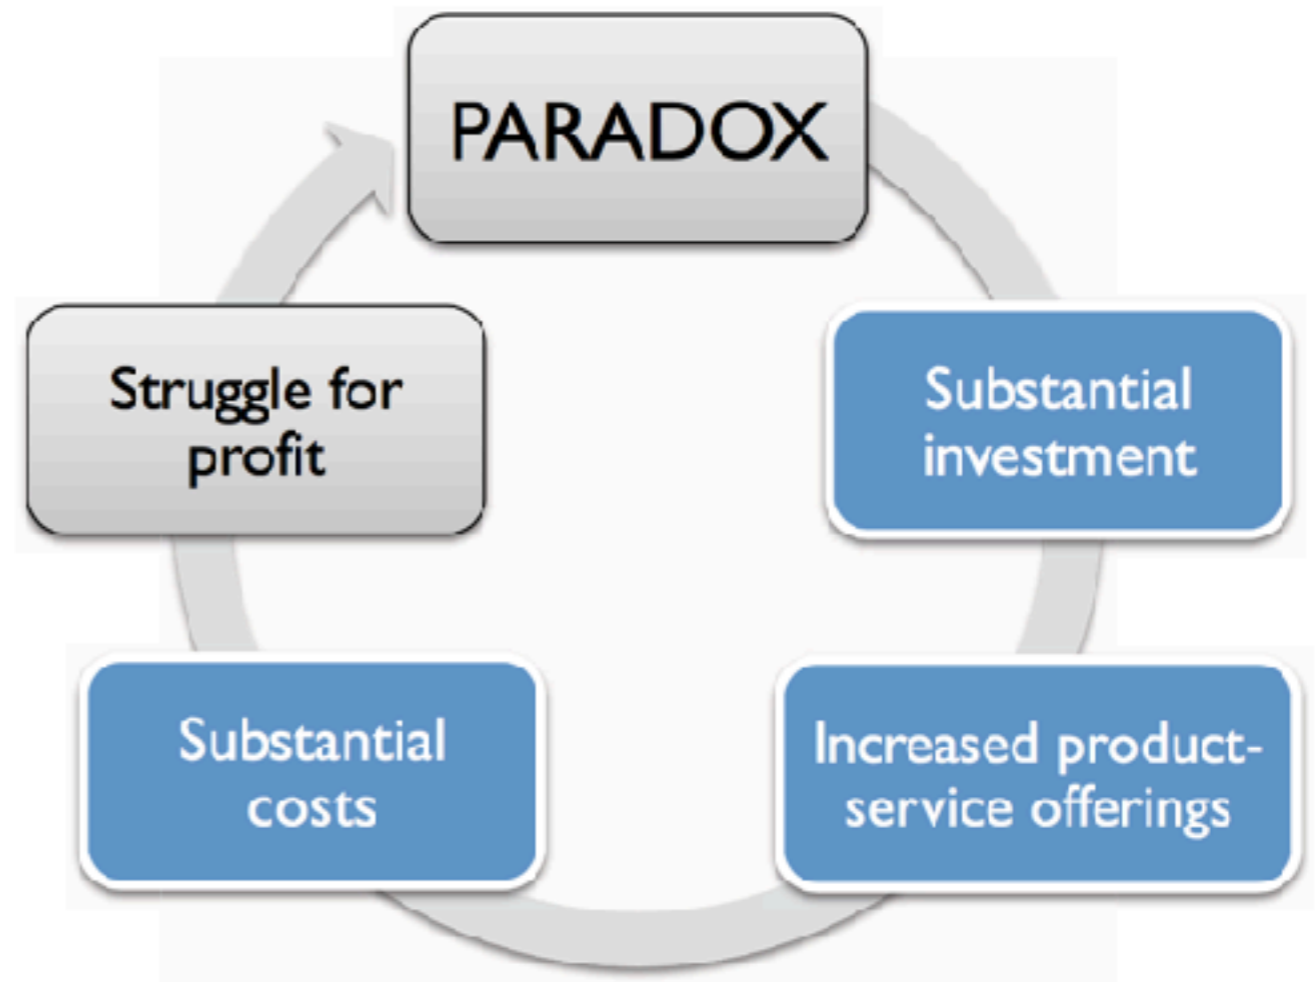 PARADOX
Substantial
investment
Increased product-
service offerings
Substantial
costs
Struggle for
profit